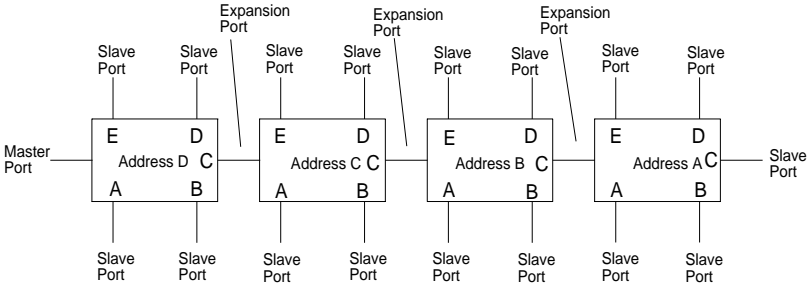 Expansion
Port
Expansion
Port
Expansion
Port
Slave
Port
Slave
Port
Slave
Port
Slave
Port
Slave
Port
Slave
Port
Slave
Port
Slave
Port
Master
Port
E D
Address D C
A B
E D
Address C C
A B
E D
Address B C
A B
E D
Address A C
A B
Slave
Port
Slave
Port
Slave
Port
Slave
Port
Slave
Port
Slave
Port
Slave
Port
Slave
Port
Slave
Port